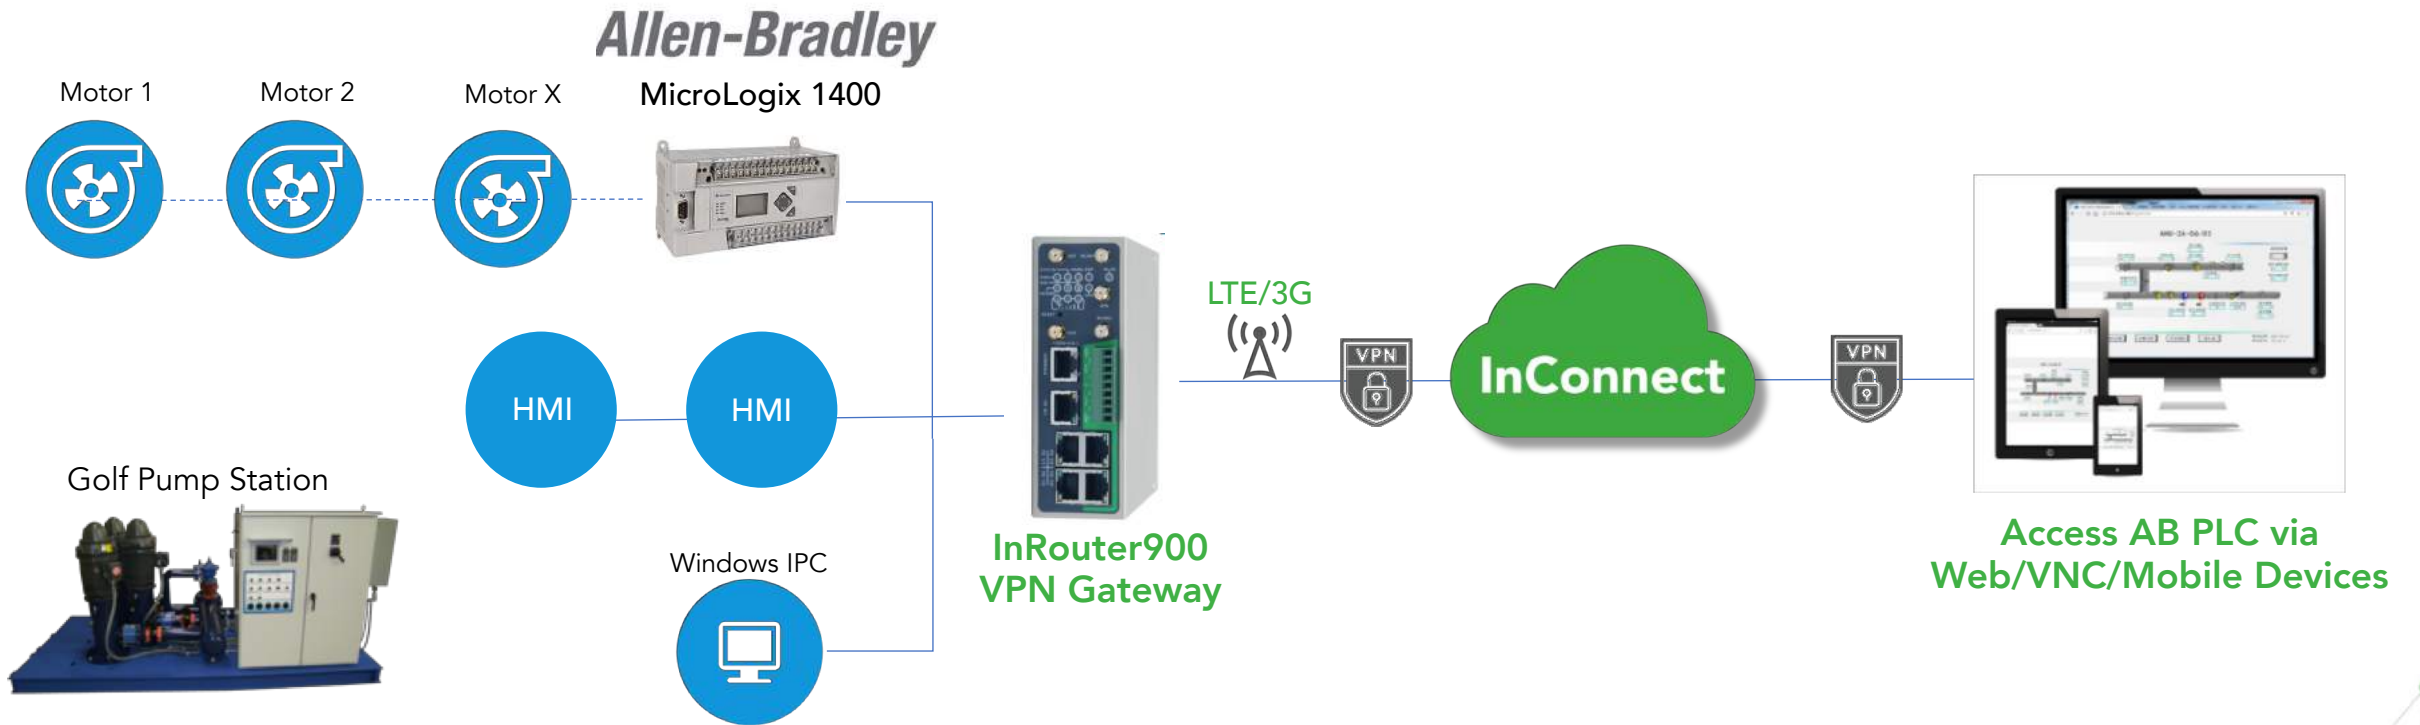 Allen-Bradley
Motor 1
Motor 2
Motor X
MicroLogix 1400
LTE/3G
VPN
InConnect
VPN
HMI
HMI
Golf Pump Station
Windows IPC
InRouter900
VPN Gateway
Access AB PLC via
Web/VNC/Mobile Devices